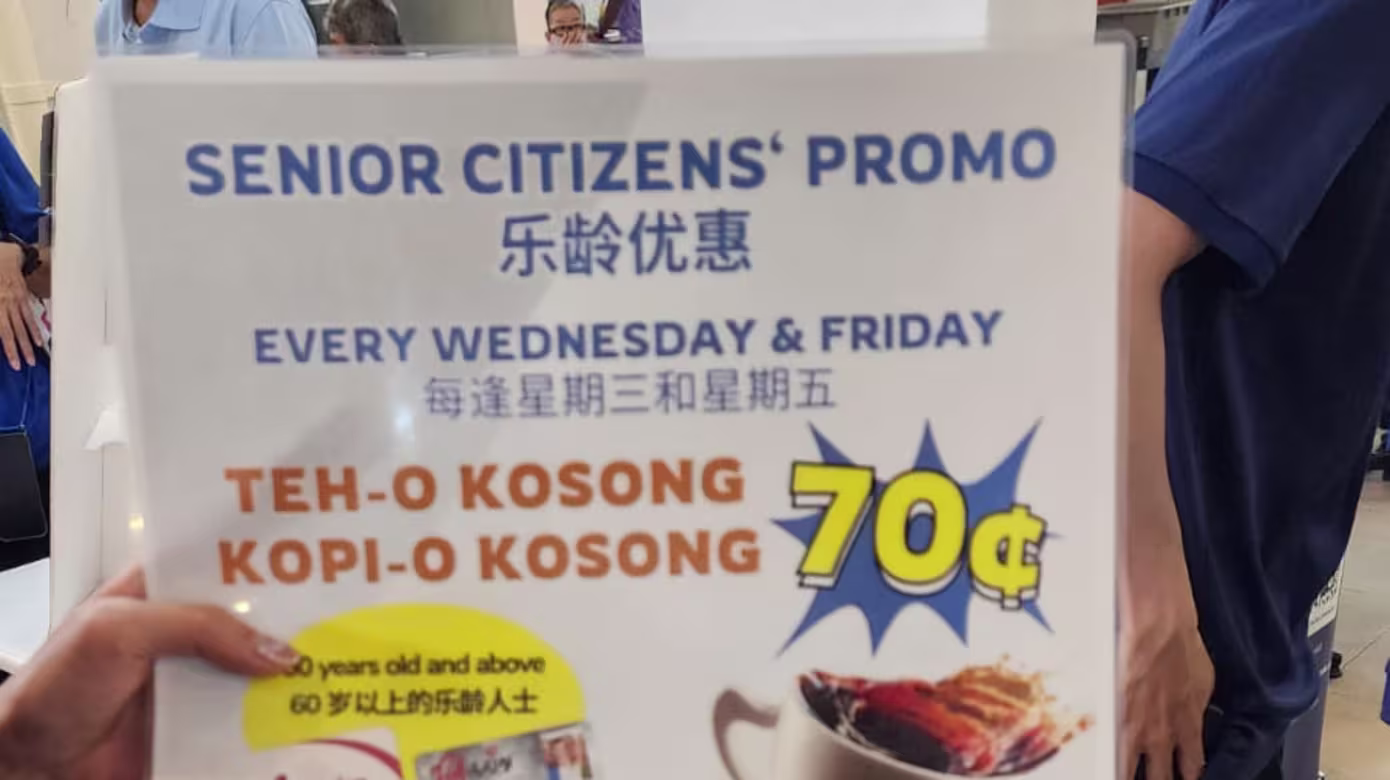 SENIOR CITIZENS‘ PROMO
乐龄优惠
EVERY WEDNESDAY & FRIDAY
每逢星期三和星期五
TEH-O KOSONG
KOPI-O KOSONG
70¢
years old and above
60 岁以上的乐龄人士